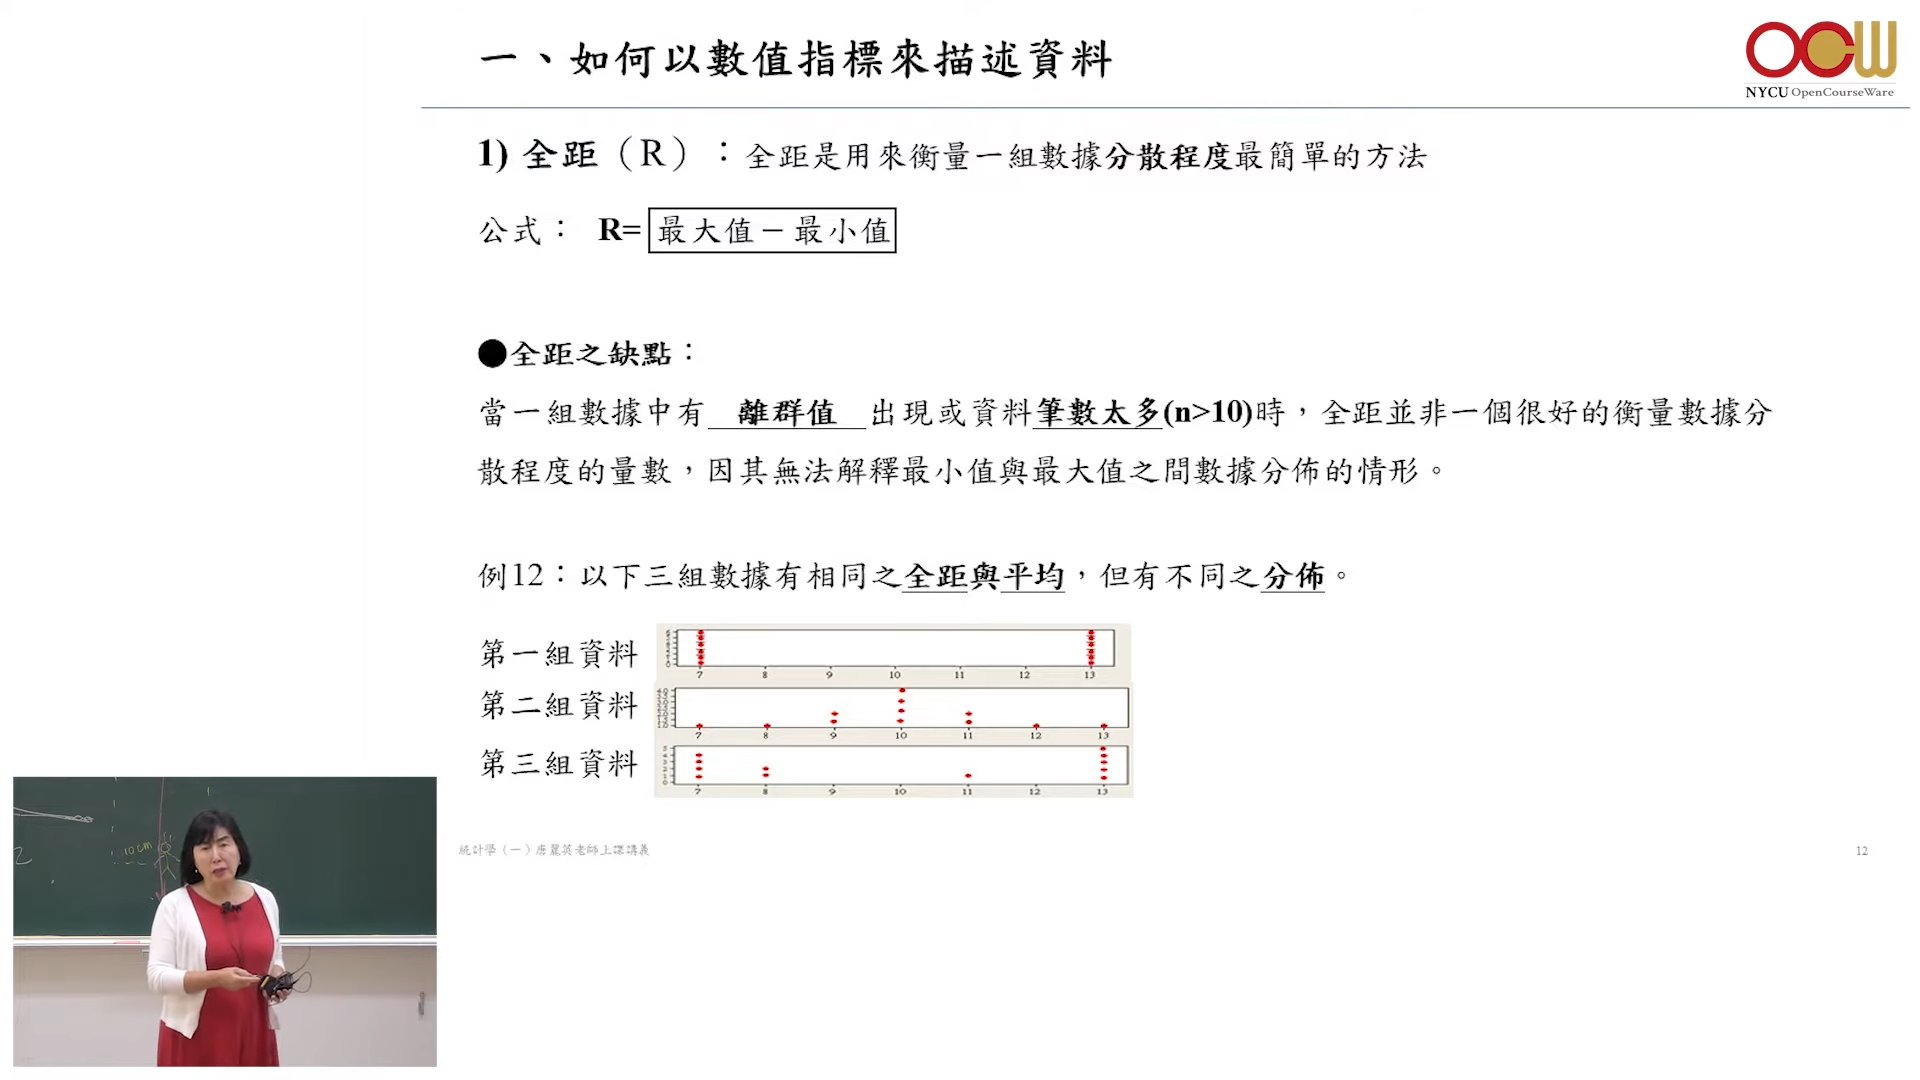 一、如何以數值指標來描述資料
OCW
NYCU OpenCourseWare
1) 全距（R）：全距是用來衡量一組數據分散程度最簡單的方法
公式： R= 最大值－最小值
●全距之缺點：
當一組數據中有 離群值 出現或資料筆數太多(n>10)時，全距並非一個很好的衡量數據分
散程度的量數，因其無法解釋最小值與最大值之間數據分佈的情形。
例12：以下三組數據有相同之全距與平均，但有不同之分佈。
第一組資料
7 8 9 10 11 12 13
第二組資料
7 8 9 10 11 12 13
第三組資料
7 8 9 10 11 12 13
10cm
統計學（一）唐麗英老師上課講義
12